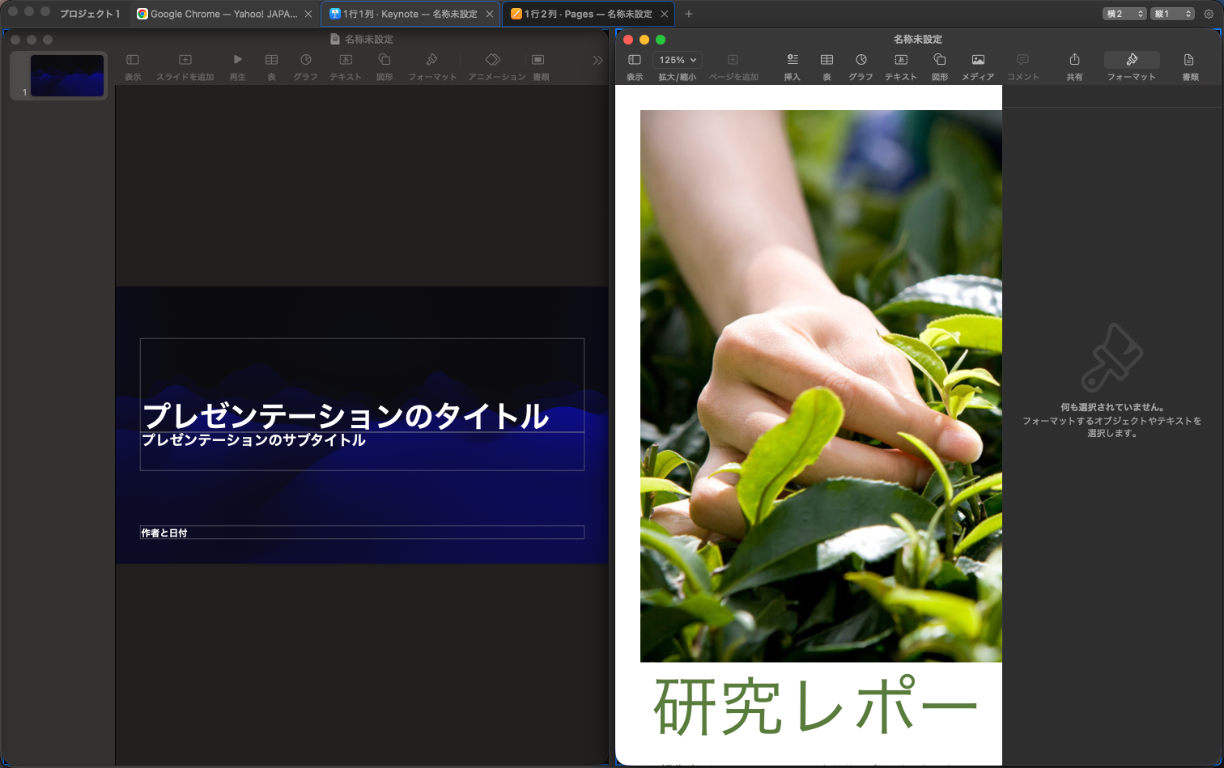 プロジェクト 1
Google Chrome — Yahoo! JAPA...
1行1列 · Keynote — 名称未設定
1行2列 · Pages — 名称未設定
横2
縦1
名称未設定
表示
スライドを追加
再生
表
グラフ
テキスト
図形
フォーマット
アニメーション
書類
1
プレゼンテーションのタイトル
プレゼンテーションのサブタイトル
作者と日付
名称未設定
125%
表示
拡大/縮小
ページを追加
挿入
表
グラフ
テキスト
図形
メディア
コメント
共有
フォーマット
書類
研究レポー
何も選択されていません。
フォーマットするオブジェクトやテキストを
選択します。